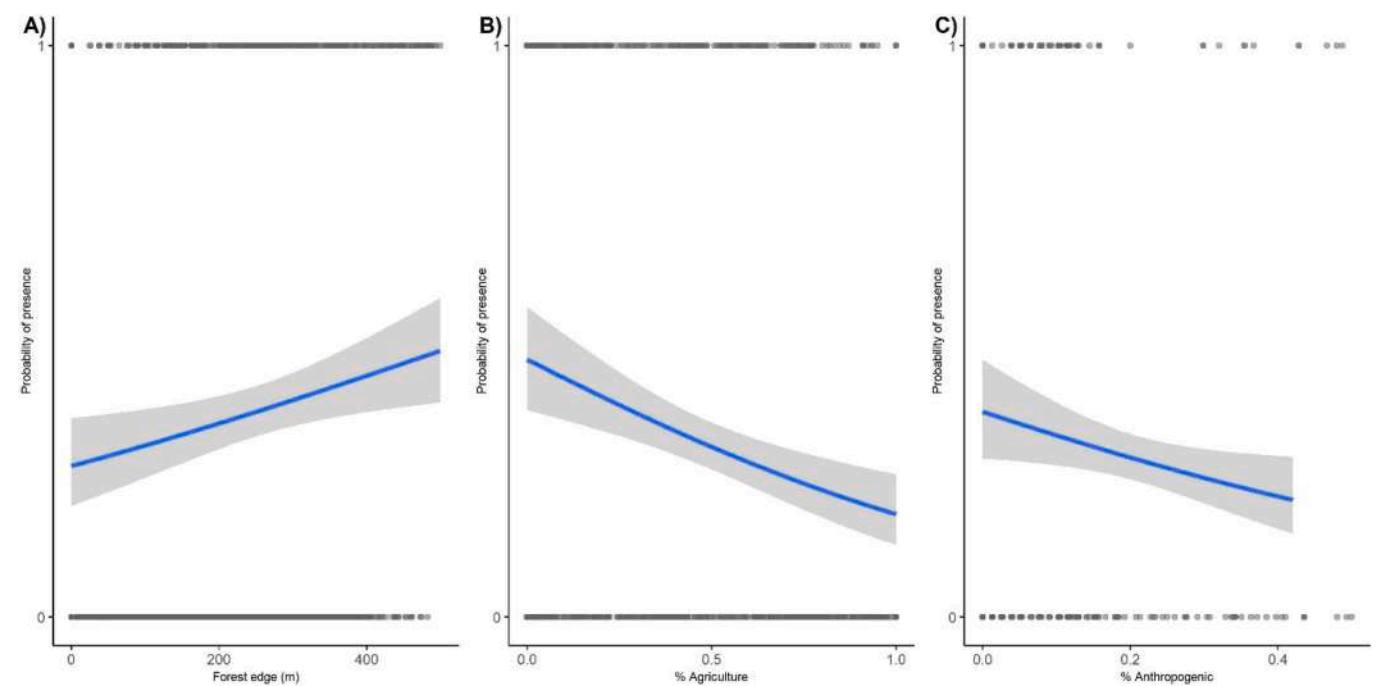 A)
1
Probability of presence
0
0 200 400
Forest edge (m)
B)
1
Probability of presence
0
0.0 0.5 1.0
% Agriculture
C)
1
Probability of presence
0
0.0 0.2 0.4
% Anthropogenic